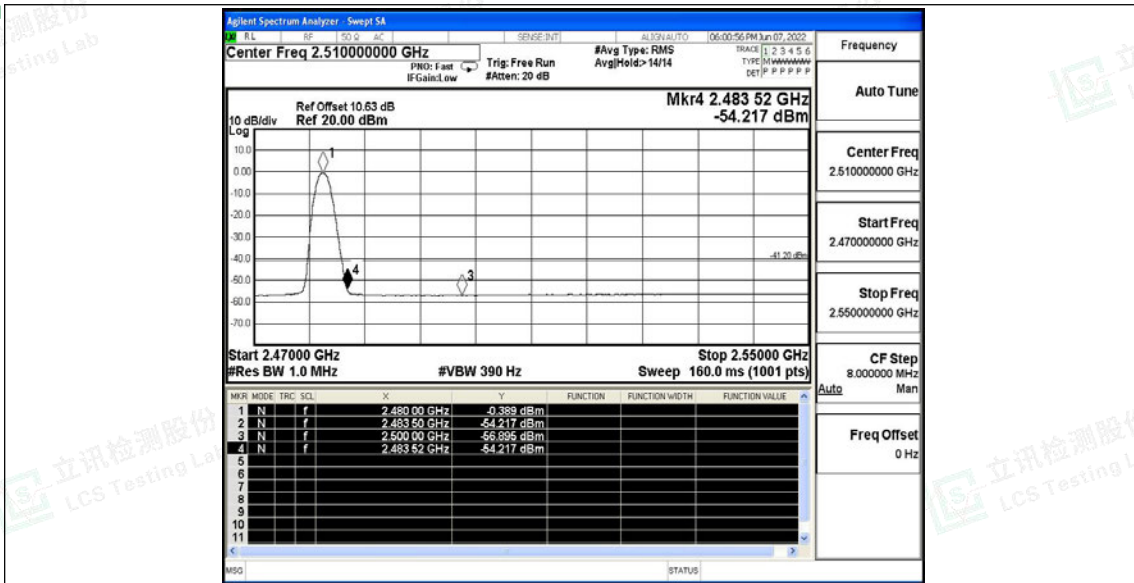 Agilent Spectrum Analyzer - Swept SA
RL RF 50 Ω AC SENSE:INT ALIGNAUTO 06:00:56 PM Jun 07, 2022
Center Freq 2.510000000 GHz
PNO: Fast
IFGain:Low
Trig: Free Run
#Atten: 20 dB
#Avg Type: RMS
Avg|Hold:> 14/14
TRACE 1 2 3 4 5 6
TYPE M WWWWW
DET P P P P P P
Mkr4 2.483 52 GHz
-54.217 dBm
Ref Offset 10.63 dB
10 dB/div Ref 20.00 dBm
Log
10.0
0.00
-10.0
-20.0
-30.0
-40.0
-50.0
-60.0
-70.0
1
4
3
-41.20 dBm
Start 2.47000 GHz Stop 2.55000 GHz
#Res BW 1.0 MHz #VBW 390 Hz Sweep 160.0 ms (1001 pts)
MKR MODE TRC SCL X Y FUNCTION FUNCTION WIDTH FUNCTION VALUE
1 N f 2.480 00 GHz -0.389 dBm
2 N f 2.483 50 GHz -54.217 dBm
3 N f 2.500 00 GHz -56.895 dBm
4 N f 2.483 52 GHz -54.217 dBm
5
6
7
8
9
10
11
MSG STATUS
Frequency
Auto Tune
Center Freq
2.510000000 GHz
Start Freq
2.470000000 GHz
Stop Freq
2.550000000 GHz
CF Step
8.000000 MHz
Auto Man
Freq Offset
0 Hz
立讯检测股份
LCS Testing Lab
立讯检测股份
LCS Testing L
测股份
sting Lab